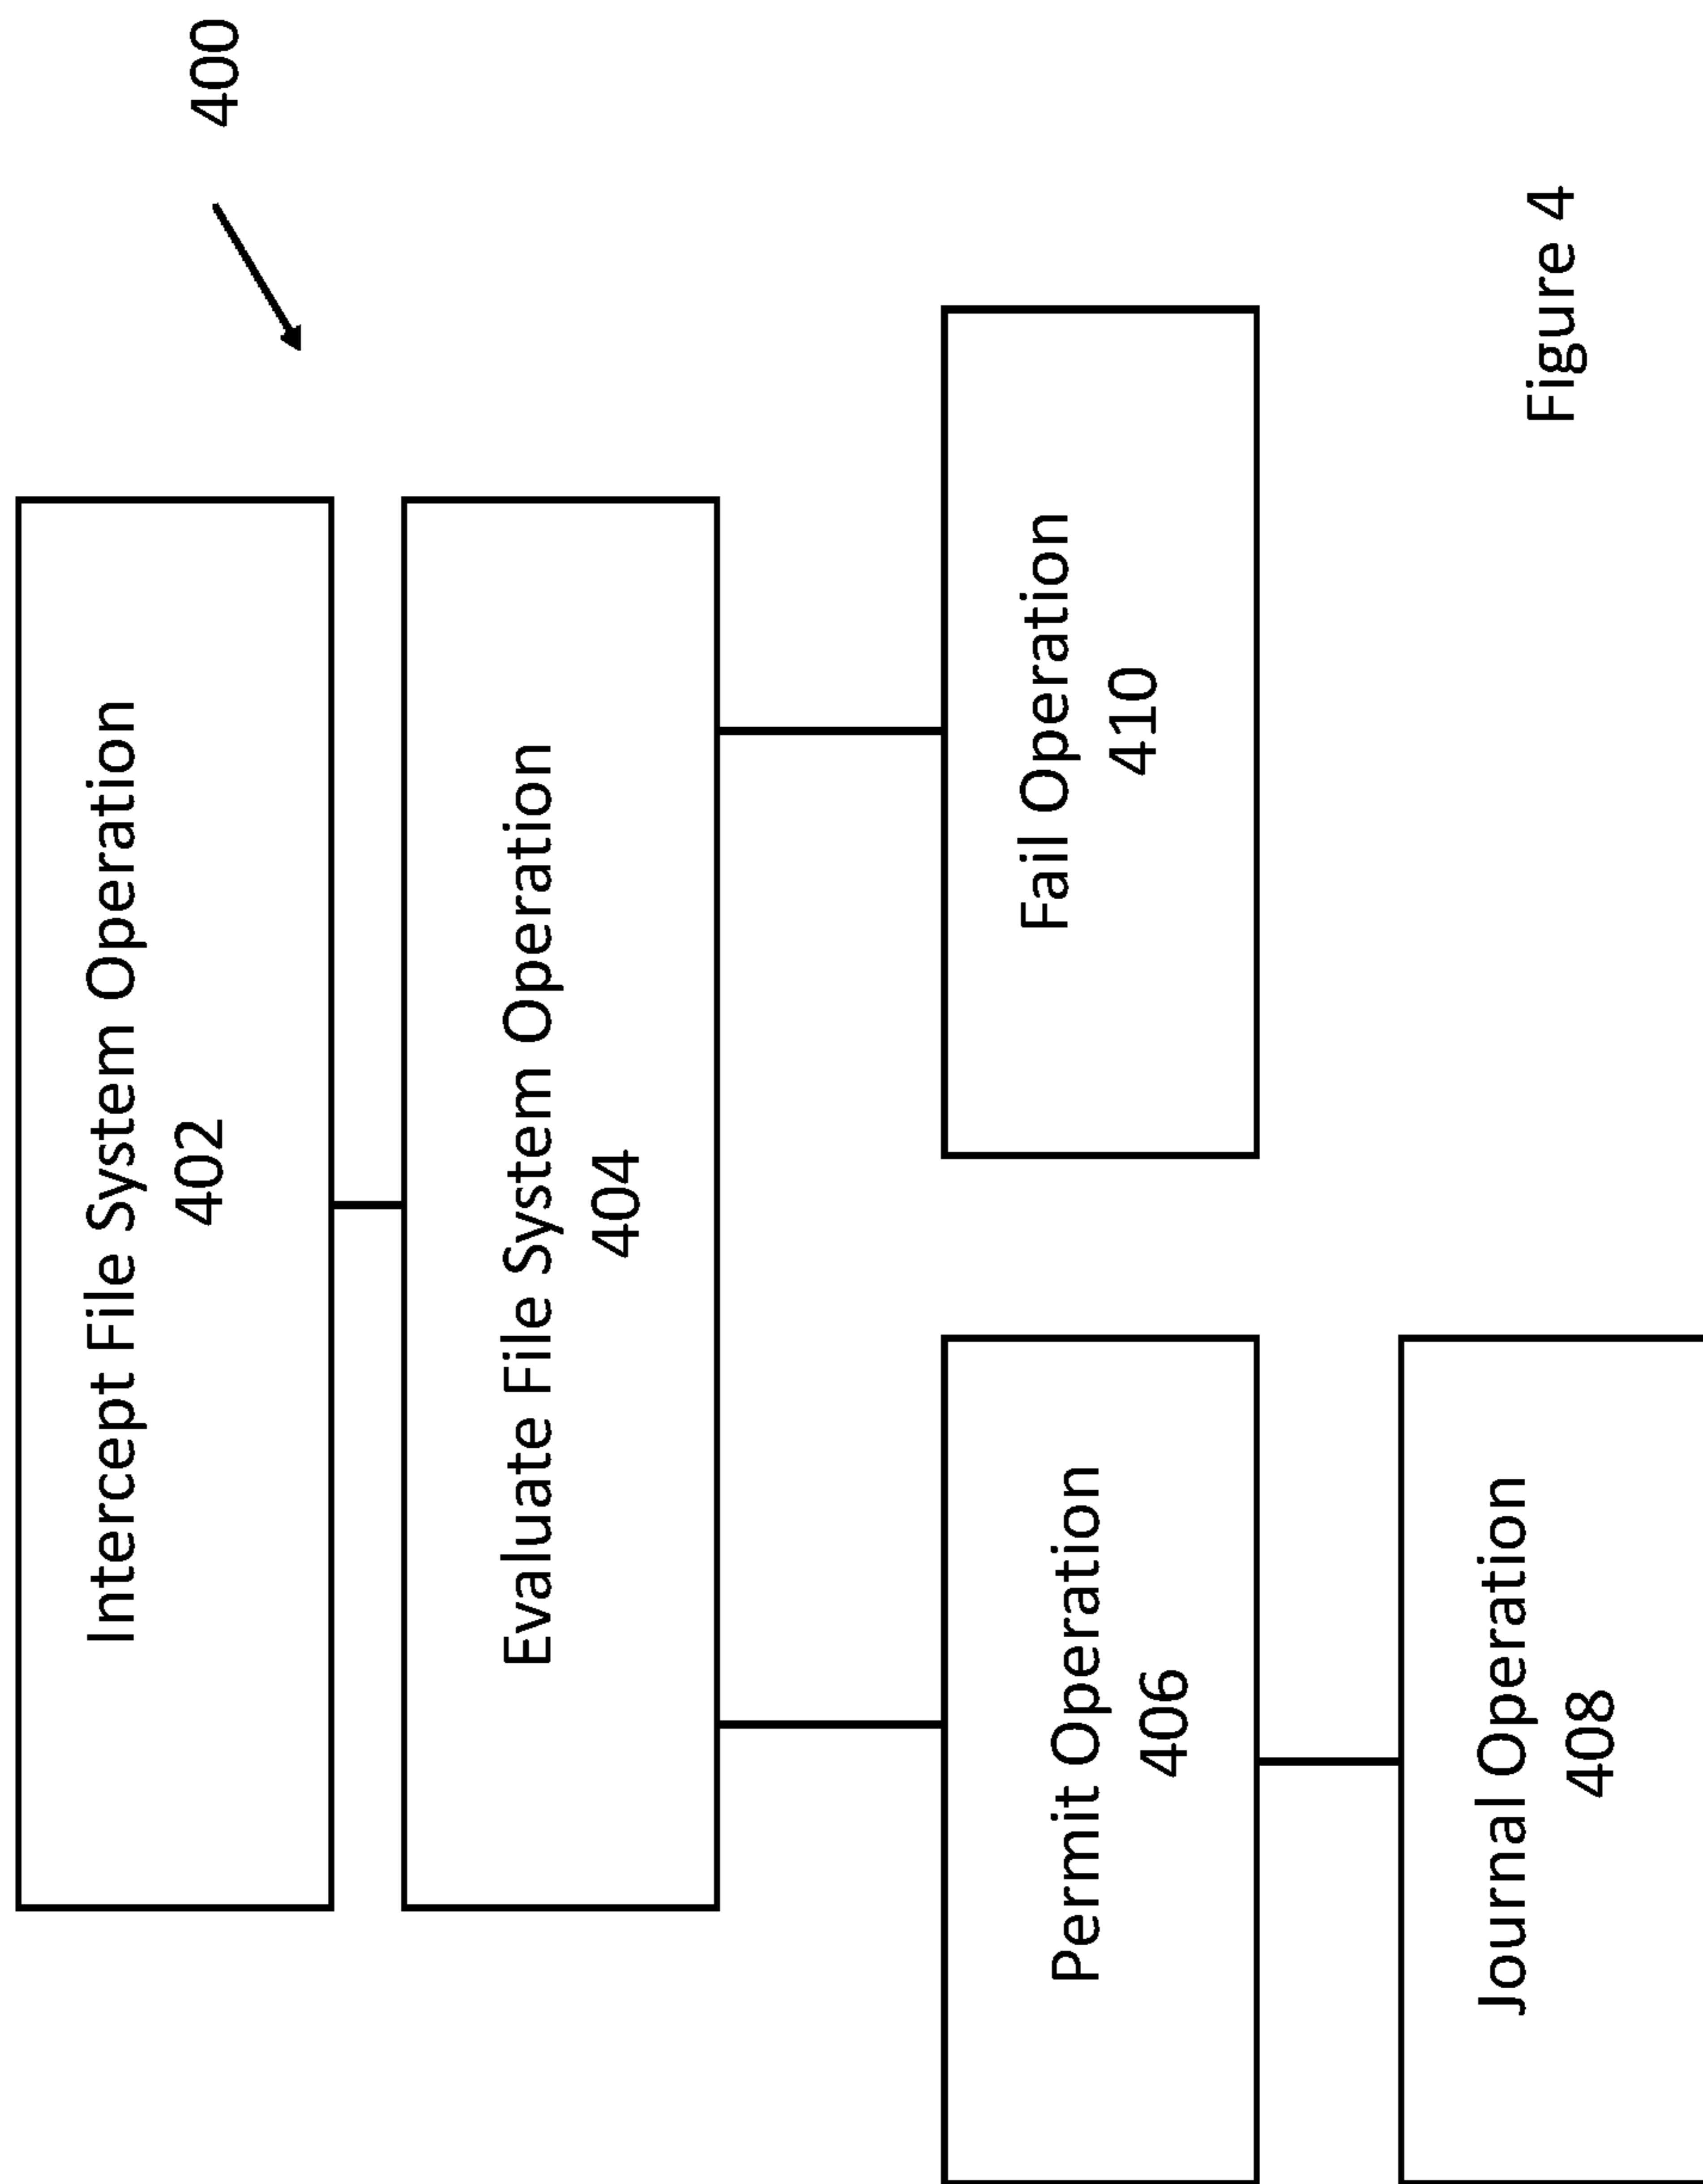 400
Intercept File System Operation
402
Evaluate File System Operation
404
Permit Operation
406
Fail Operation
410
Journal Operation
408
Figure 4